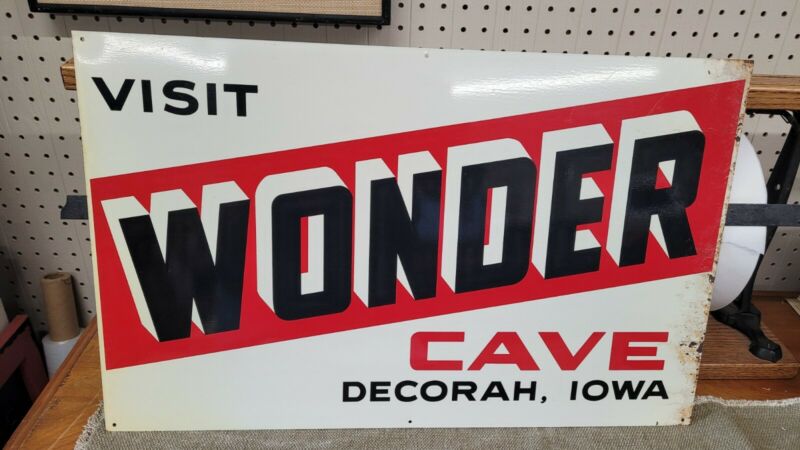 VISIT
WONDER
CAVE
DECORAH, IOWA